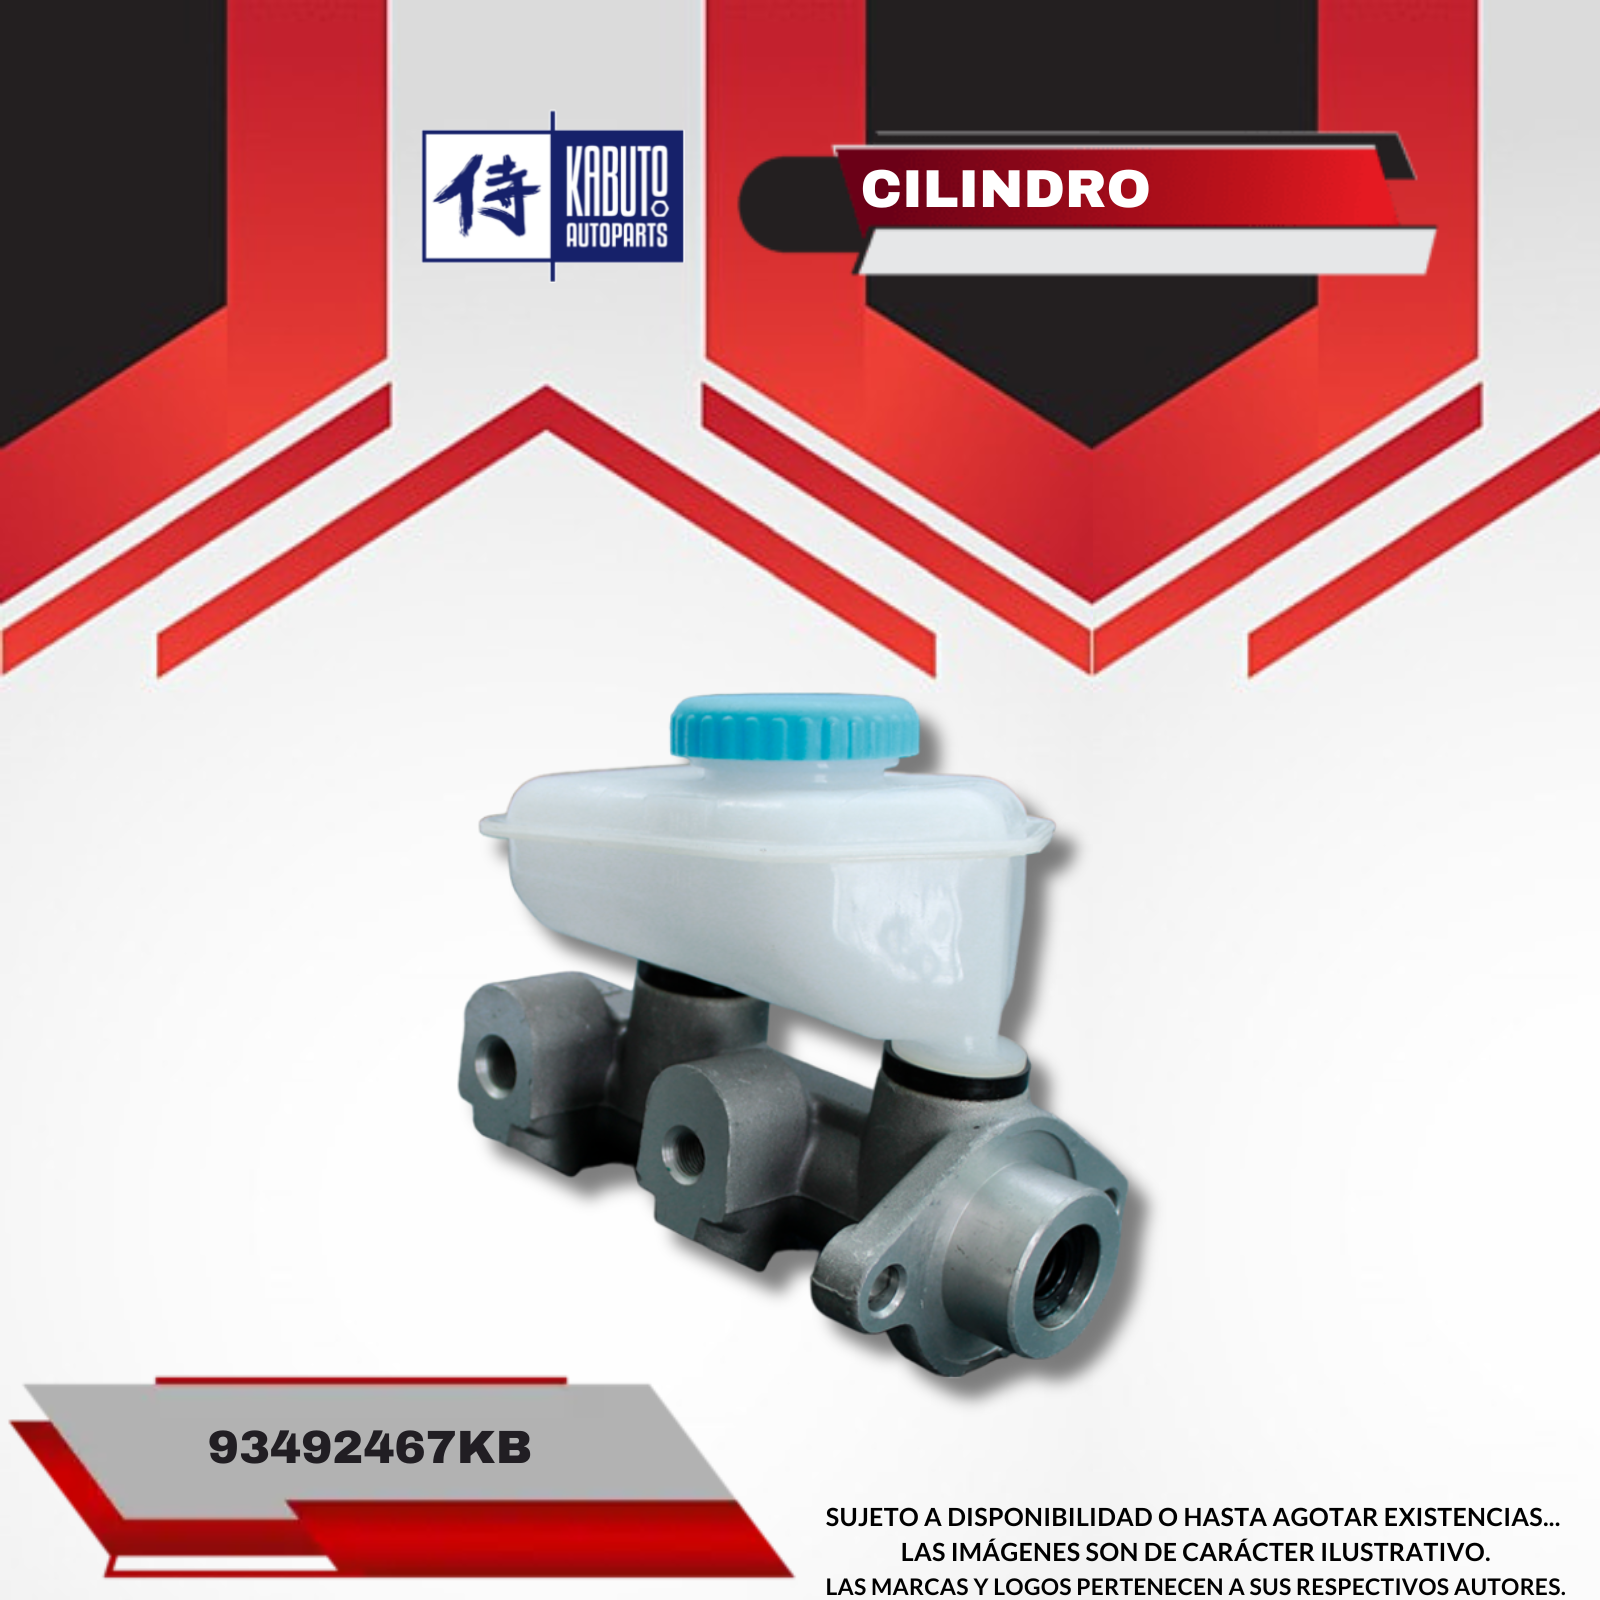 侍
KABUTO
AUTOPARTS
CILINDRO
93492467KB
SUJETO A DISPONIBILIDAD O HASTA AGOTAR EXISTENCIAS...
LAS IMÁGENES SON DE CARÁCTER ILUSTRATIVO.
LAS MARCAS Y LOGOS PERTENECEN A SUS RESPECTIVOS AUTORES.